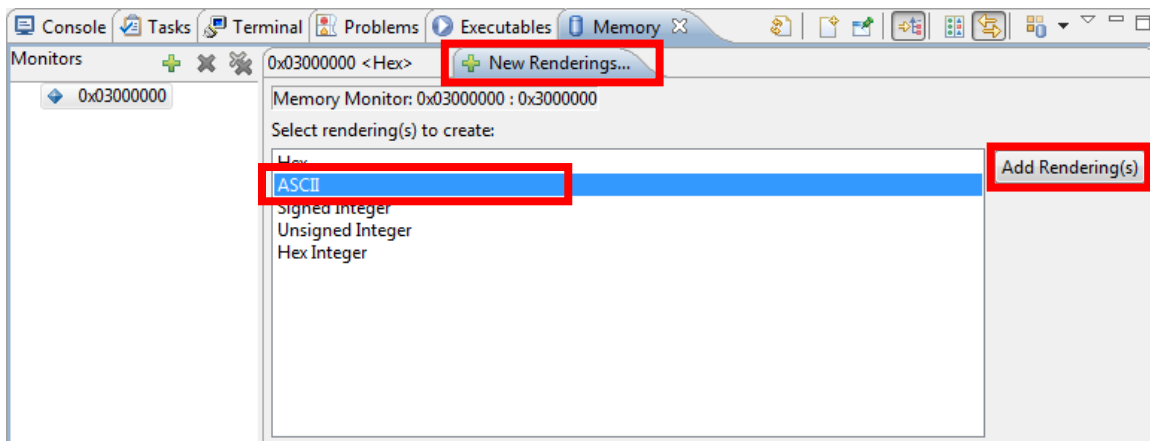 Console Tasks Terminal Problems Executables Memory
Monitors
0x03000000 <Hex> New Renderings...
0x03000000
Memory Monitor: 0x03000000 : 0x3000000
Select rendering(s) to create:
Hex
Add Rendering(s)
ASCII
Signed Integer
Unsigned Integer
Hex Integer